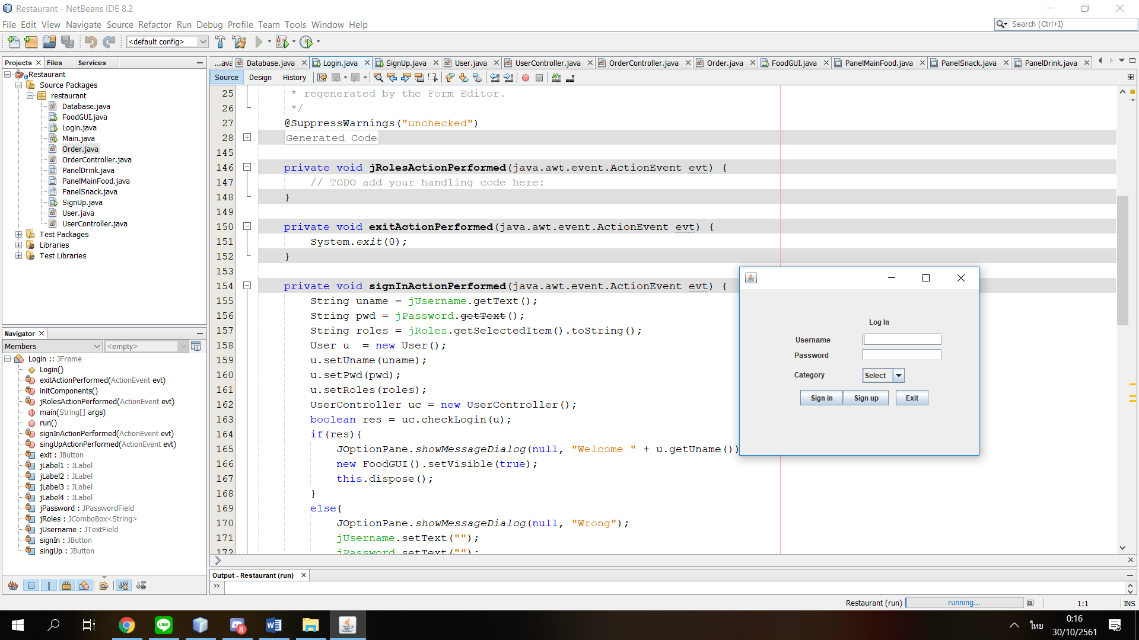 Restaurant - NetBeans IDE 8.2
File Edit View Navigate Source Refactor Run Debug Profile Team Tools Window Help
Search (Ctrl+I)
<default config>
Projects Files Services
Restaurant
Source Packages
restaurant
Database.java
FoodGUI.java
Login.java
Main.java
Order.java
OrderController.java
PanelDrink.java
PanelMainFood.java
PanelSnack.java
SignUp.java
User.java
UserController.java
Test Packages
Libraries
Test Libraries
Navigator
Members <empty>
Login :: JFrame
Login()
exitActionPerformed(ActionEvent evt)
initComponents()
jRolesActionPerformed(ActionEvent evt)
main(String[] args)
run()
signInActionPerformed(ActionEvent evt)
singUpActionPerformed(ActionEvent evt)
exit : JButton
jLabel1 : JLabel
jLabel2 : JLabel
jLabel3 : JLabel
jLabel4 : JLabel
jPassword : JPasswordField
jRoles : JComboBox<String>
jUsername : JTextField
signIn : JButton
singUp : JButton
...ava Database.java Login.java SignUp.java User.java UserController.java OrderController.java Order.java FoodGUI.java PanelMainFood.java PanelSnack.java PanelDrink.java
Source Design History
25 * regenerated by the Form Editor.
26 */
27 @SuppressWarnings("unchecked")
28 Generated Code
145
146 private void jRolesActionPerformed(java.awt.event.ActionEvent evt) {
147 // TODO add your handling code here:
148 }
149
150 private void exitActionPerformed(java.awt.event.ActionEvent evt) {
151 System.exit(0);
152 }
153
154 private void signInActionPerformed(java.awt.event.ActionEvent evt) {
155 String uname = jUsername.getText();
156 String pwd = jPassword.getText();
157 String roles = jRoles.getSelectedItem().toString();
158 User u = new User();
159 u.setUname(uname);
160 u.setPwd(pwd);
161 u.setRoles(roles);
162 UserController uc = new UserController();
163 boolean res = uc.checkLogin(u);
164 if(res){
165 JOptionPane.showMessageDialog(null, "Welcome " + u.getUname())
166 new FoodGUI().setVisible(true);
167 this.dispose();
168 }
169 else{
170 JOptionPane.showMessageDialog(null, "Wrong");
171 jUsername.setText("");
172 jPassword.setText("");
Log In
Username
Password
Category Select
Sign in Sign up Exit
Output - Restaurant (run)
Restaurant (run) running... 1:1 INS
8
ไทย
0:16
30/10/2561